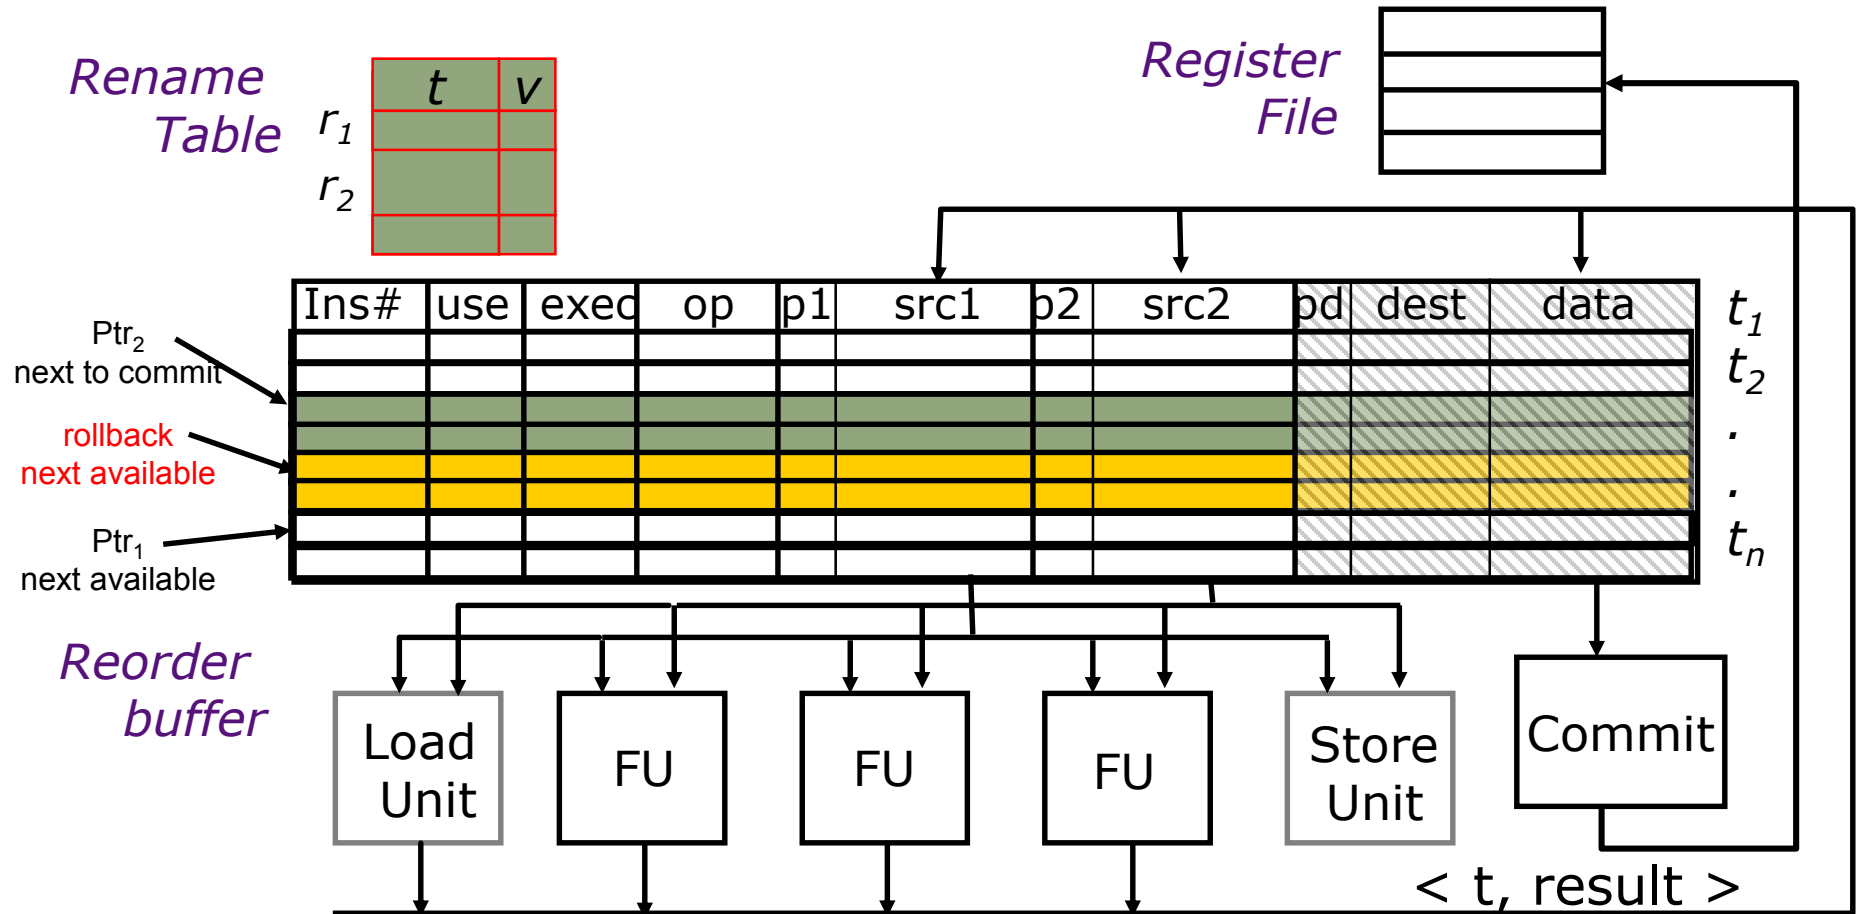 Rename
Table
t v
r1
r2
Register
File
Ins# use exec op p1 src1 p2 src2 pd dest data
t1
t2
.
.
tn
Ptr2
next to commit
rollback
next available
Ptr1
next available
Reorder
buffer
Load
Unit
FU
FU
FU
Store
Unit
Commit
< t, result >